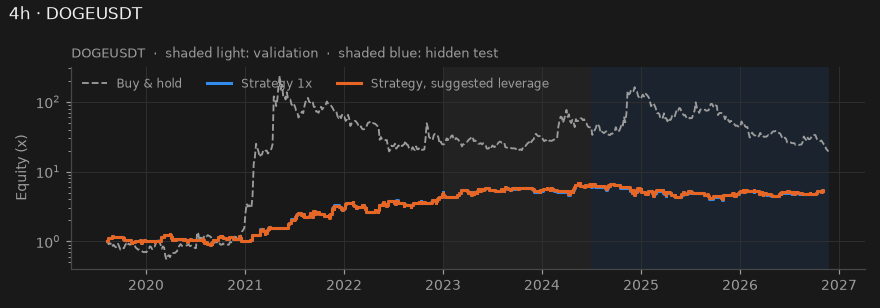 4h · DOGEUSDT
DOGEUSDT · shaded light: validation · shaded blue: hidden test
Buy & hold
Strategy 1x
Strategy, suggested leverage
Equity (x)
10²
10¹
10⁰
2020 2021 2022 2023 2024 2025 2026 2027